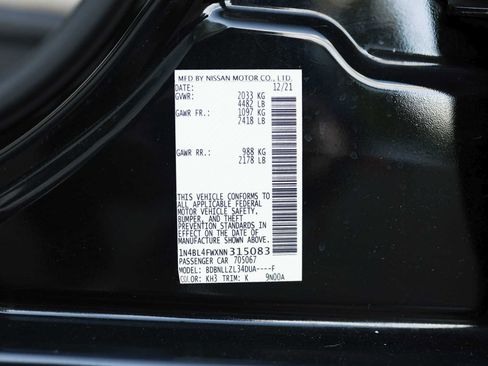 MFD BY NISSAN MOTOR CO., LTD.
DATE: 12/21
GVWR: 2033 KG
4482 LB
GAWR FR: 1097 KG
2418 LB
GAWR RR: 988 KG
2178 LB
THIS VEHICLE CONFORMS TO
ALL APPLICABLE FEDERAL
MOTOR VEHICLE SAFETY,
BUMPER, AND THEFT
PREVENTION STANDARDS IN
EFFECT ON THE DATE OF
MANUFACTURE SHOWN ABOVE.
1N4BL4FWXNN315083
PASSENGER CAR 705067
MODEL: BDBNLLZL34DUA----F
COLOR: KH3 TRIM: K 9N00A